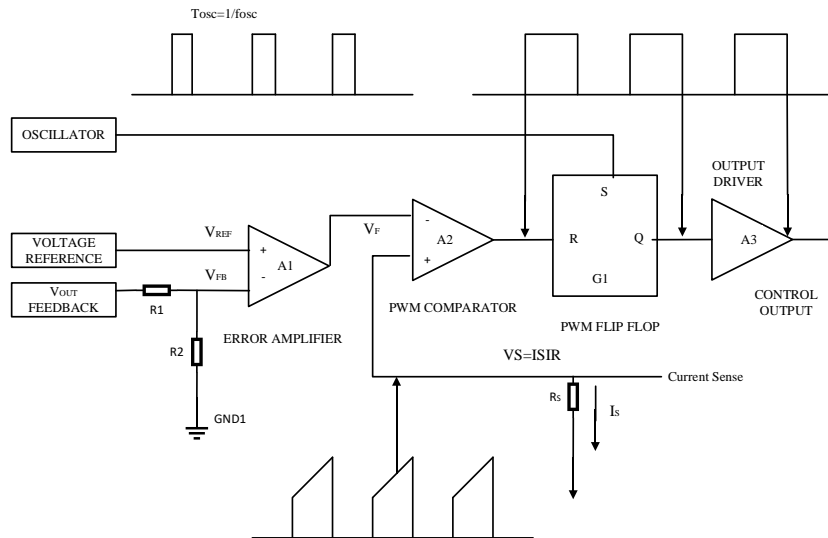 Tosc=1/fosc
OSCILLATOR
S
OUTPUT
DRIVER
VREF
VF
-
A2
+
R
Q
A3
VOLTAGE
REFERENCE
+
A1
-
VFB
G1
VOUT
FEEDBACK
R1
ERROR AMPLIFIER
PWM COMPARATOR
PWM FLIP FLOP
CONTROL
OUTPUT
R2
VS=ISIR
Current Sense
RS
IS
GND1